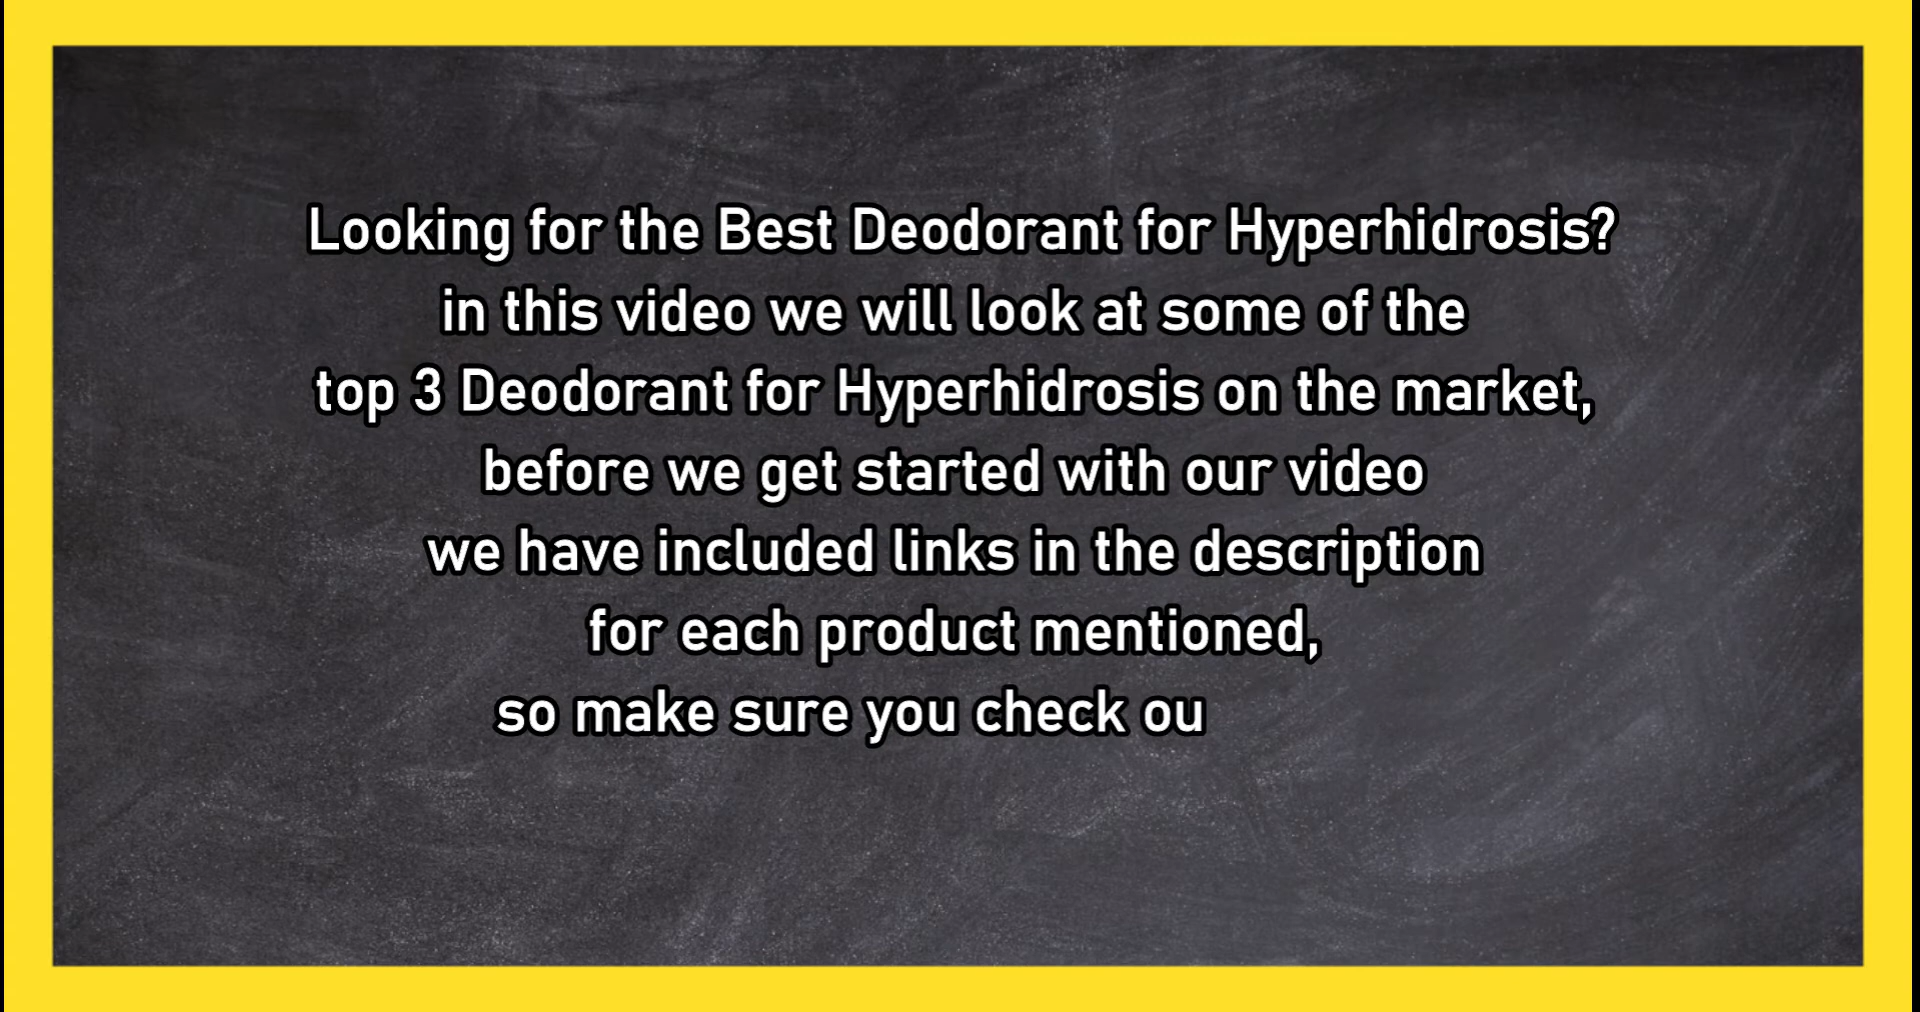 Looking for the Best Deodorant for Hyperhidrosis?
in this video we will look at some of the
top 3 Deodorant for Hyperhidrosis on the market,
before we get started with our video
we have included links in the description
for each product mentioned,
so make sure you check ou